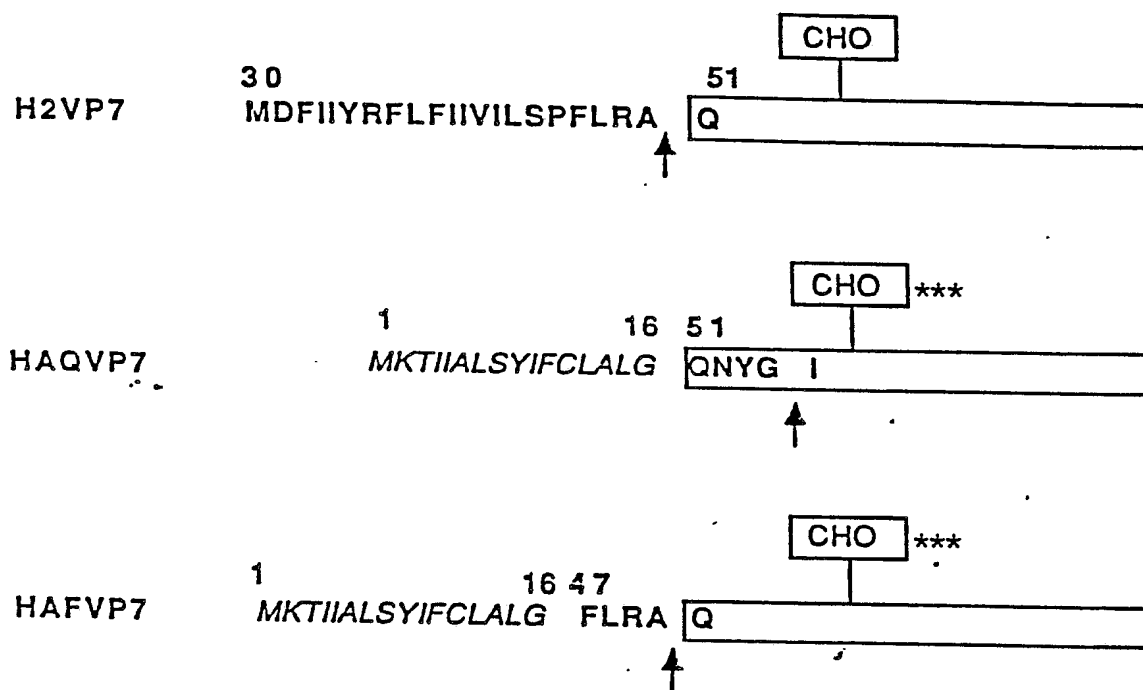 CHO
30 51
H2VP7 MDFIIYRFLFIIVILSPFLRA Q
CHO ***
1 16 51
HAQVP7 MKTIIALSYIFCLALG QNYG I
CHO ***
1 16 47
HAFVP7 MKTIIALSYIFCLALG FLRA Q